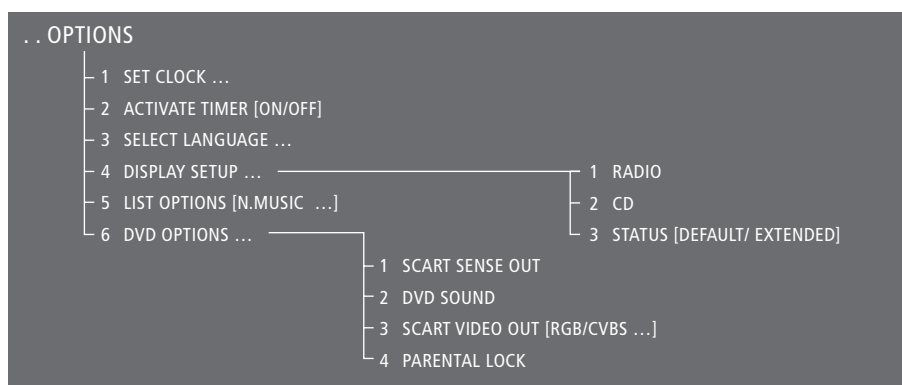 . . OPTIONS
1 SET CLOCK …
2 ACTIVATE TIMER [ON/OFF]
3 SELECT LANGUAGE …
4 DISPLAY SETUP …
1 RADIO
5 LIST OPTIONS [N.MUSIC …]
2 CD
6 DVD OPTIONS …
3 STATUS [DEFAULT/ EXTENDED]
1 SCART SENSE OUT
2 DVD SOUND
3 SCART VIDEO OUT [RGB/CVBS …]
4 PARENTAL LOCK